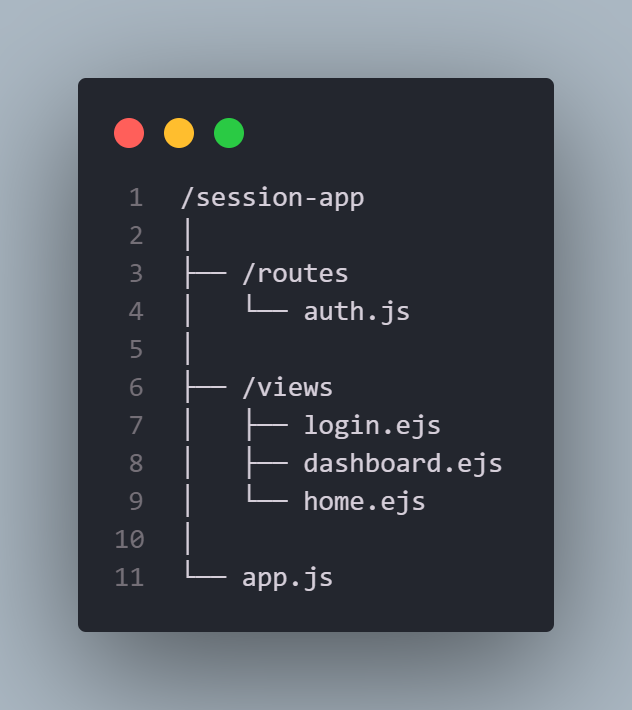 1 /session-app
2 │
3 ├── /routes
4 │   └── auth.js
5 │
6 ├── /views
7 │   ├── login.ejs
8 │   ├── dashboard.ejs
9 │   └── home.ejs
10 │
11 └── app.js